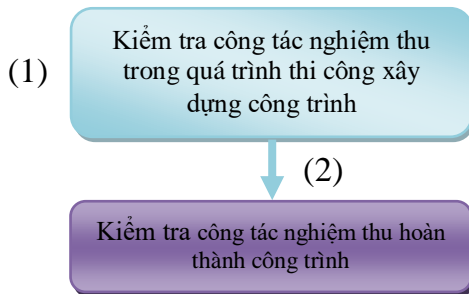 Kiểm tra công tác nghiệm thu
(1) trong quá trình thi công xây
dựng công trình
(2)
Kiểm tra công tác nghiệm thu hoàn
thành công trình